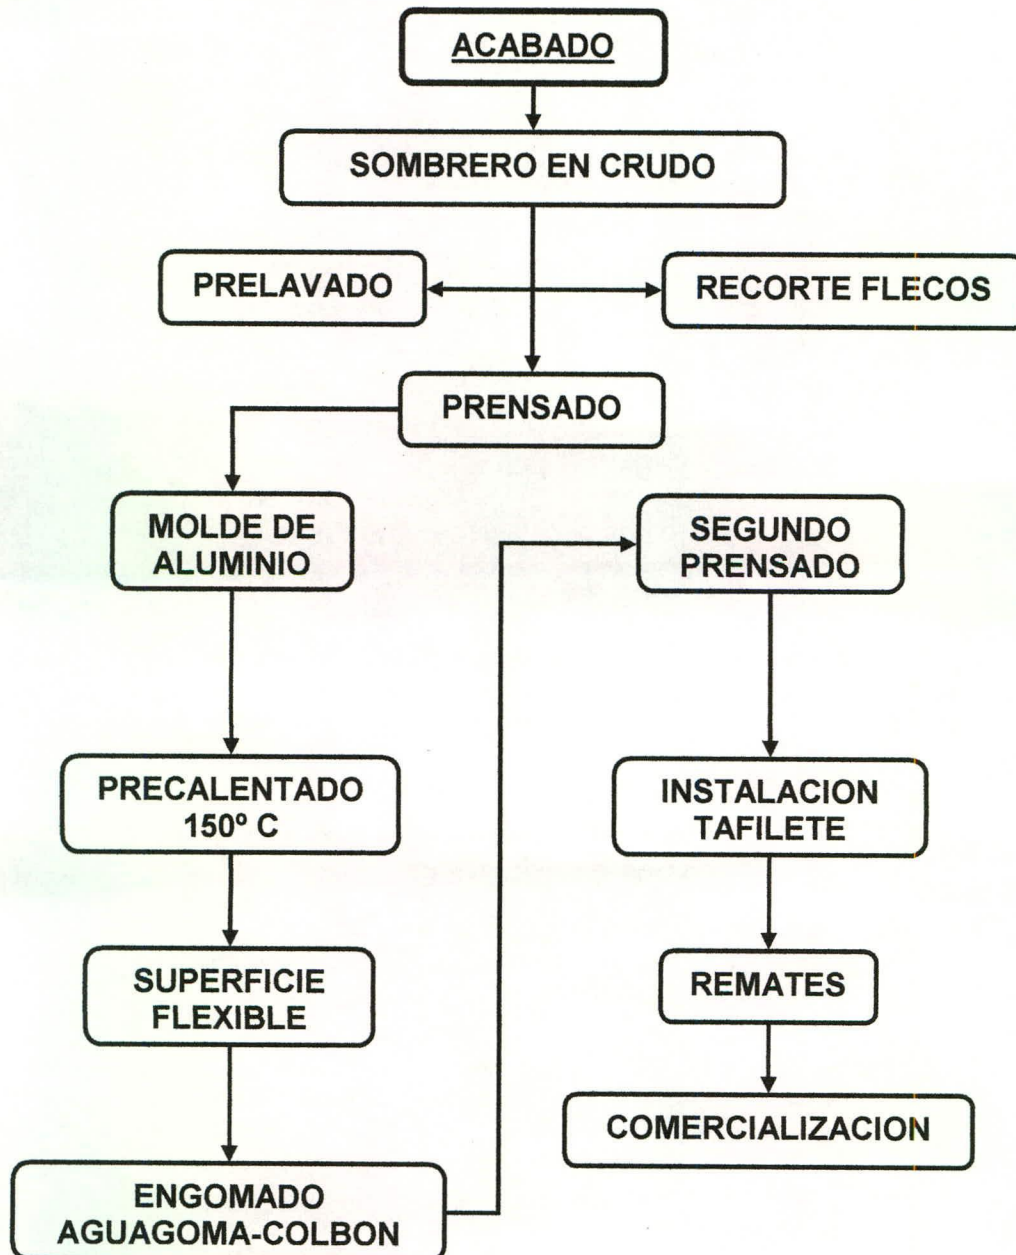 ACABADO
SOMBRERO EN CRUDO
PRELAVADO
RECORTE FLECOS
PRENSADO
MOLDE DE
ALUMINIO
PRECALENTADO
150º C
SUPERFICIE
FLEXIBLE
ENGOMADO
AGUAGOMA-COLBON
SEGUNDO
PRENSADO
INSTALACION
TAFILETE
REMATES
COMERCIALIZACION